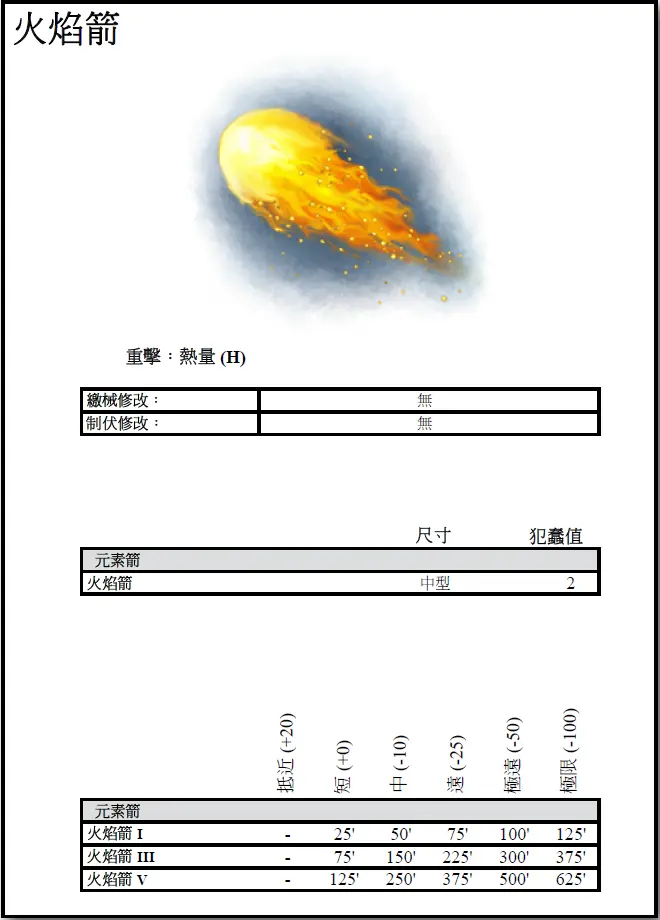 火焰箭
重擊：熱量 (H)
繳械修改： 無
制伏修改： 無
尺寸 犯蠢值
元素箭
火焰箭 中型 2
抵近 (+20) 短 (+0) 中 (-10) 遠 (-25) 極遠 (-50) 極限 (-100)
元素箭
火焰箭 I - 25' 50' 75' 100' 125'
火焰箭 III - 75' 150' 225' 300' 375'
火焰箭 V - 125' 250' 375' 500' 625'